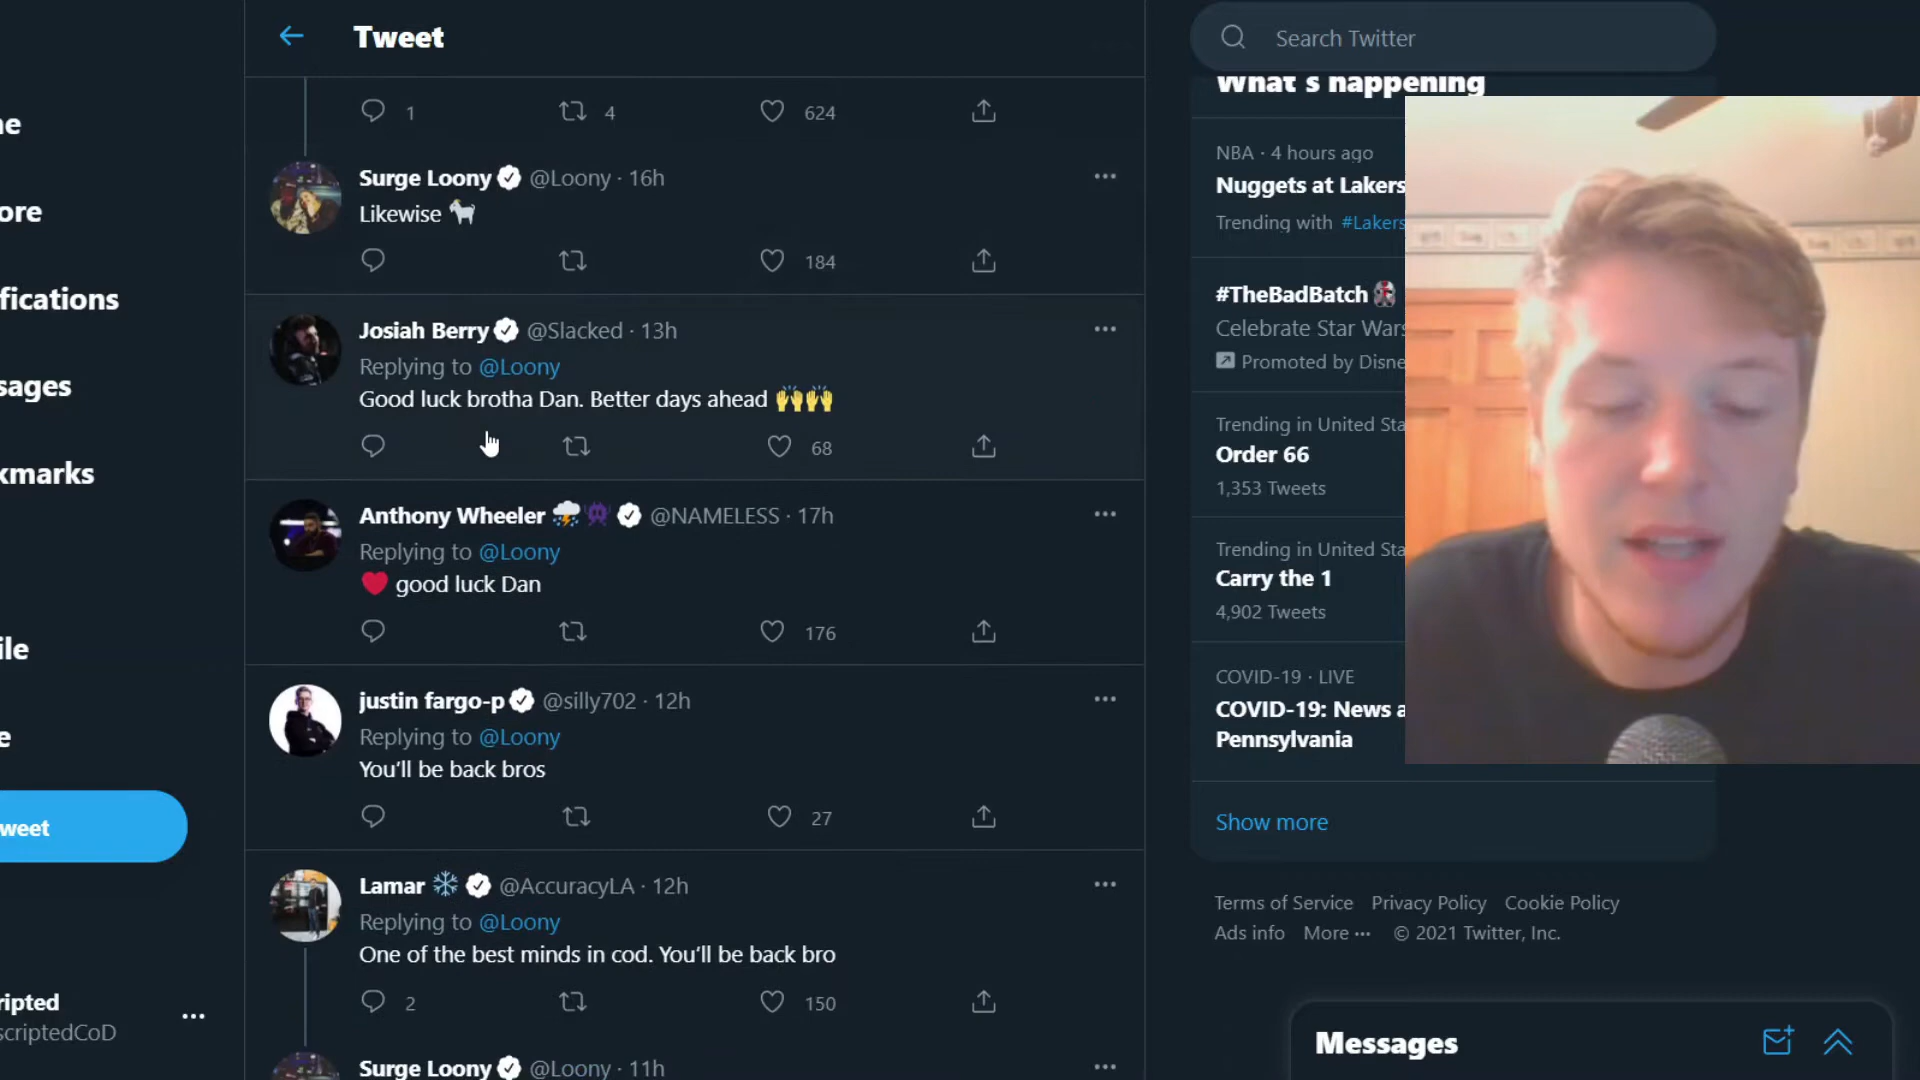 Tweet
Search Twitter
What's happening
me
1
4
624
NBA · 4 hours ago
Nuggets at Lakers
Trending with #Lakers
Surge Loony @Loony · 16h
Likewise 🐐
184
ore
fications
#TheBadBatch
Celebrate Star Wars
Promoted by Disne
Josiah Berry @Slacked · 13h
Replying to @Loony
Good luck brotha Dan. Better days ahead 🙌🙌
68
sages
kmarks
Trending in United Sta
Order 66
1,353 Tweets
Anthony Wheeler ⛈️👾 @NAMELESS · 17h
Replying to @Loony
❤️ good luck Dan
176
Trending in United Sta
Carry the 1
4,902 Tweets
ile
e
COVID-19 · LIVE
COVID-19: News a
Pennsylvania
justin fargo-p @silly702 · 12h
Replying to @Loony
You'll be back bros
27
weet
Show more
Lamar ❄️ @AccuracyLA · 12h
Replying to @Loony
One of the best minds in cod. You'll be back bro
2
150
Terms of Service Privacy Policy Cookie Policy
Ads info More ··· © 2021 Twitter, Inc.
ripted
scriptedCoD
Surge Loony @Loony · 11h
Messages